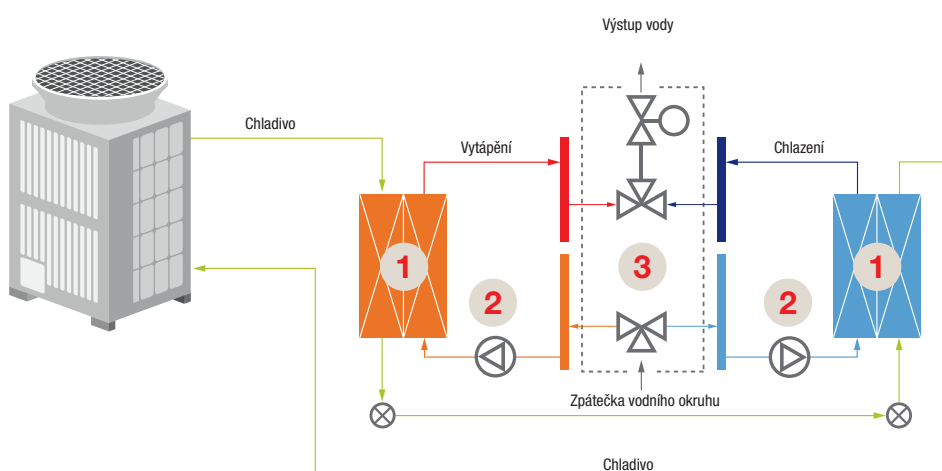 Výstup vody
Chladivo
Vytápění
Chlazení
1
3
1
2
2
Zpátečka vodního okruhu
Chladivo